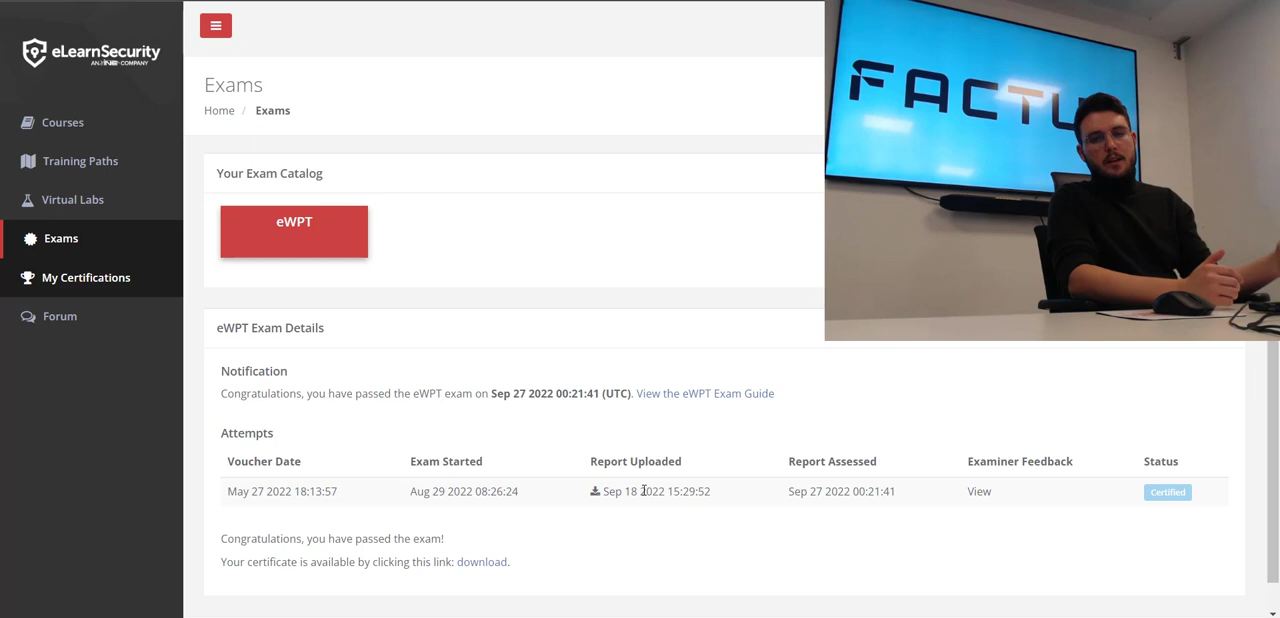 eLearnSecurity
AN INE COMPANY
Courses
Training Paths
Virtual Labs
Exams
My Certifications
Forum
Exams
Home / Exams
Your Exam Catalog
eWPT
eWPT Exam Details
Notification
Congratulations, you have passed the eWPT exam on Sep 27 2022 00:21:41 (UTC). View the eWPT Exam Guide
Attempts
Voucher Date Exam Started Report Uploaded Report Assessed Examiner Feedback Status
May 27 2022 18:13:57 Aug 29 2022 08:26:24 Sep 18 2022 15:29:52 Sep 27 2022 00:21:41 View Certified
Congratulations, you have passed the exam!
Your certificate is available by clicking this link: download.
FACTU